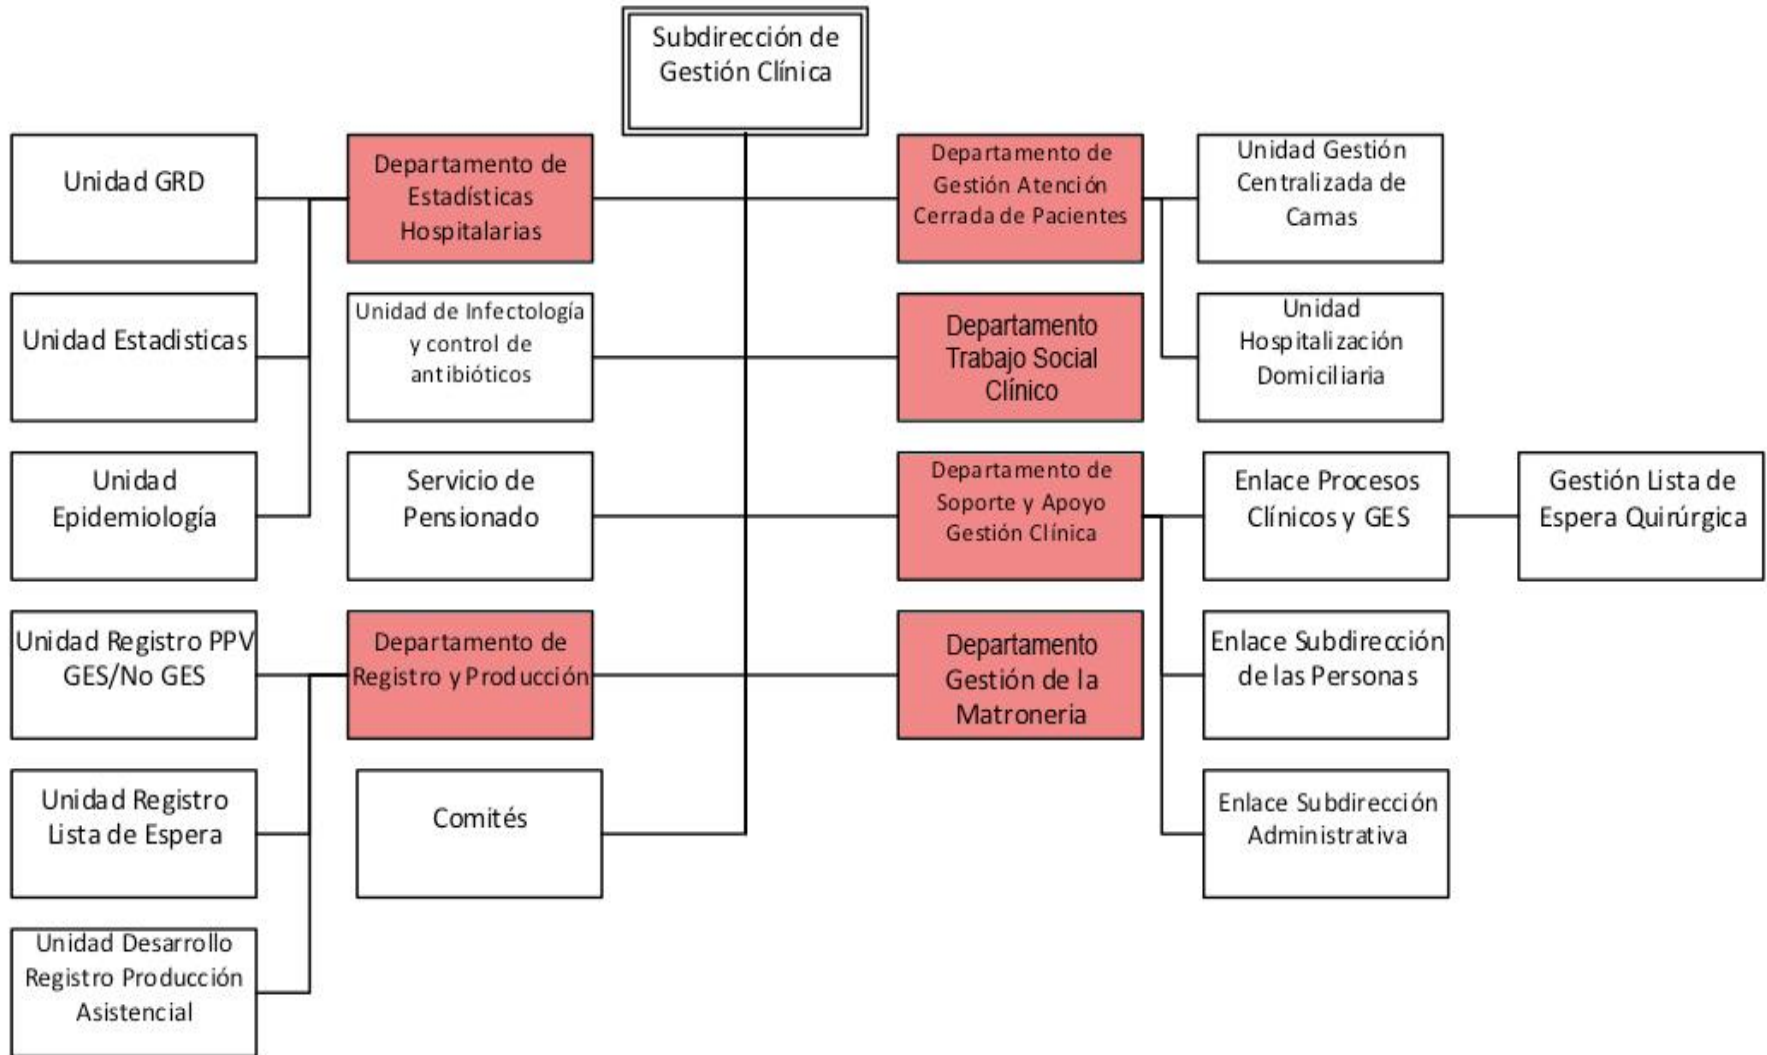 Subdirección de
Gestión Clínica
Unidad GRD
Departamento de
Estadísticas
Hospitalarias
Departamento de
Gestión Atención
Cerrada de Pacientes
Unidad Gestión
Centralizada de
Camas
Unidad Estadisticas
Unidad de Infectología
y control de
antibióticos
Departamento
Trabajo Social
Clínico
Unidad
Hospitalización
Domiciliaria
Unidad
Epidemiología
Servicio de
Pensionado
Departamento de
Soporte y Apoyo
Gestión Clínica
Enlace Procesos
Clínicos y GES
Gestión Lista de
Espera Quirúrgica
Unidad Registro PPV
GES/No GES
Departamento de
Registro y Producción
Departamento
Gestión de la
Matroneria
Enlace Subdirección
de las Personas
Unidad Registro
Lista de Espera
Comités
Enlace Subdirección
Administrativa
Unidad Desarrollo
Registro Producción
Asistencial